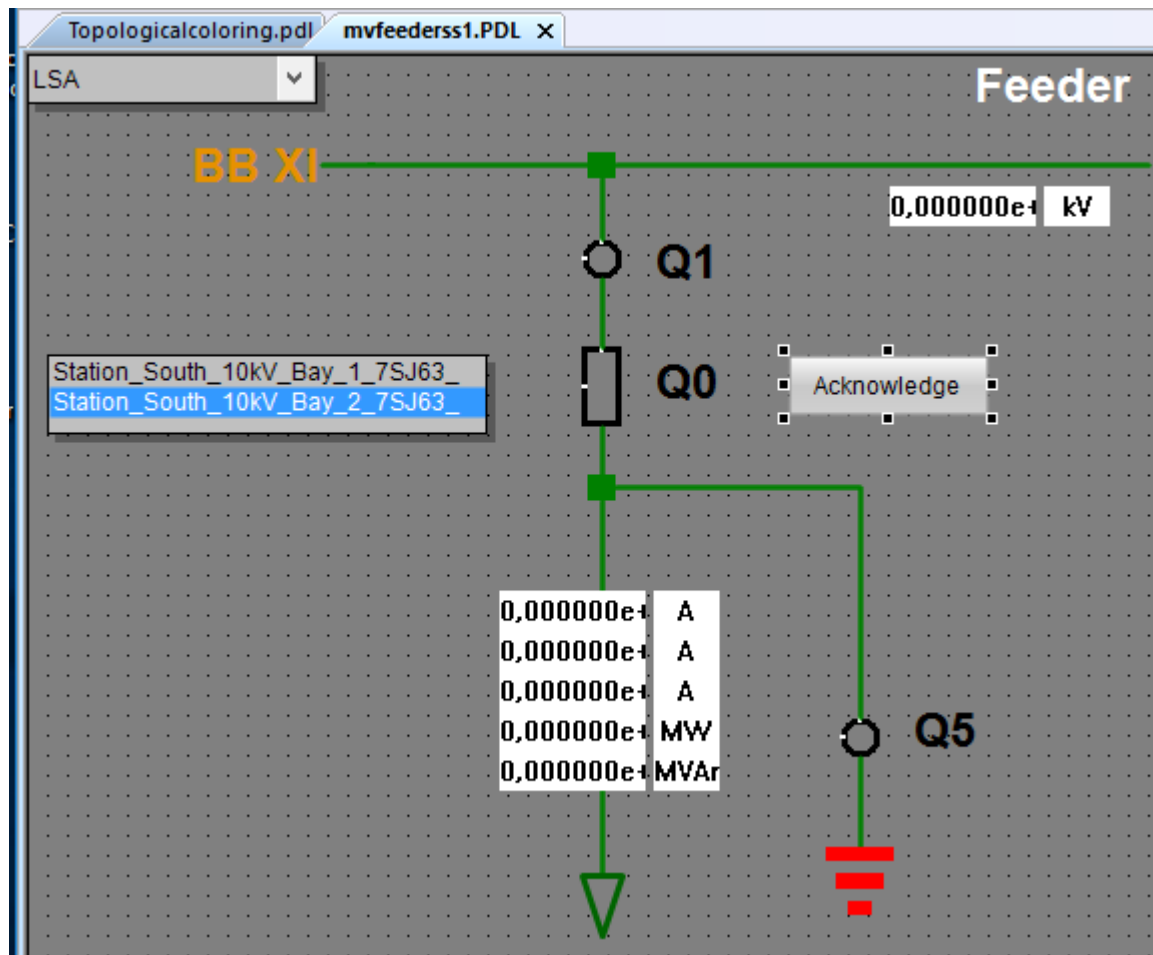 Topologicalcoloring.pdl
mvfeederss1.PDL
LSA
Feeder
BB XI
0,000000e+ kV
Q1
Station_South_10kV_Bay_1_7SJ63_
Station_South_10kV_Bay_2_7SJ63_
Q0
Acknowledge
0,000000e+ A
0,000000e+ A
0,000000e+ A
0,000000e+ MW
0,000000e+ MVAr
Q5